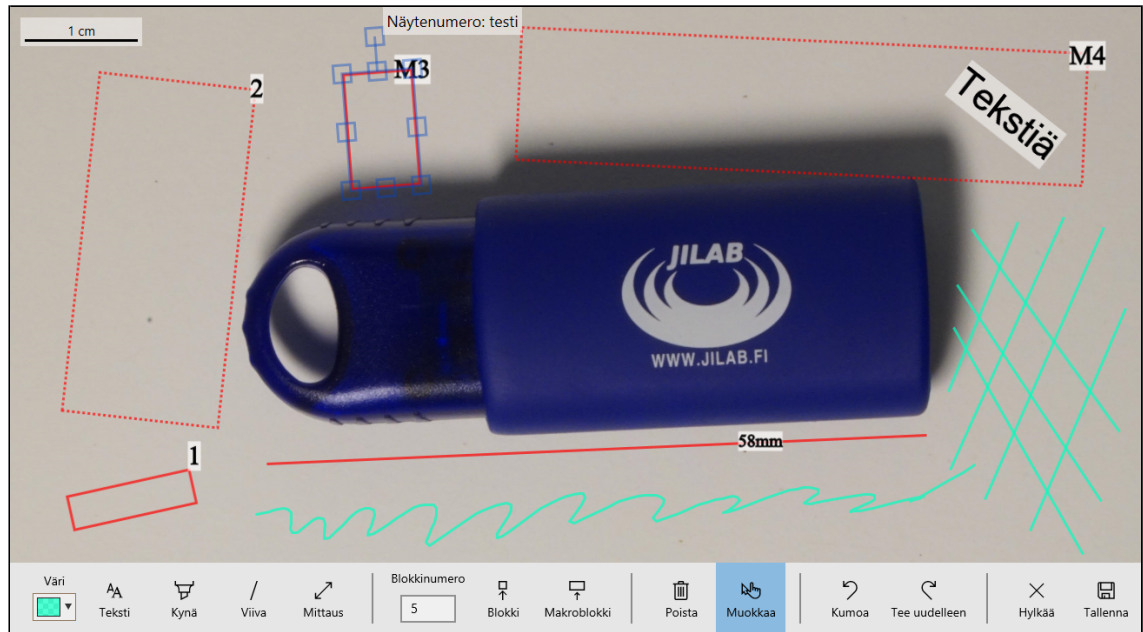 1 cm
Näytenumero: testi
2
M3
M4
Tekstiä
JILAB
WWW.JILAB.FI
58mm
1
Väri
AA
Teksti
Kynä
Viiva
Mittaus
Blokkinumero
5
Blokki
Makroblokki
Poista
Muokkaa
Kumoa
Tee uudelleen
Hylkää
Tallenna